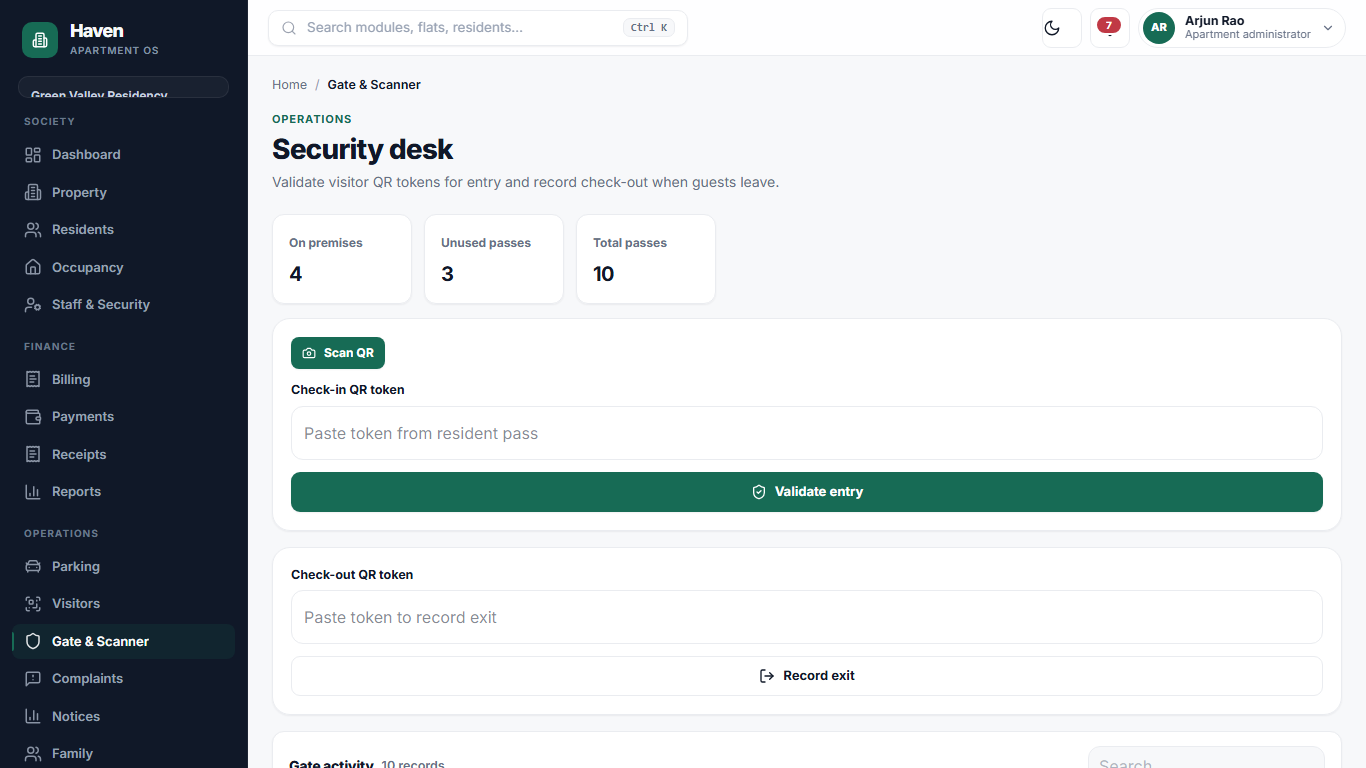 Haven
APARTMENT OS
Green Valley Residency
SOCIETY
Dashboard
Property
Residents
Occupancy
Staff & Security
FINANCE
Billing
Payments
Receipts
Reports
OPERATIONS
Parking
Visitors
Gate & Scanner
Complaints
Notices
Family
Search modules, flats, residents...
Ctrl K
7
AR
Arjun Rao
Apartment administrator
Home / Gate & Scanner
OPERATIONS
Security desk
Validate visitor QR tokens for entry and record check-out when guests leave.
On premises
4
Unused passes
3
Total passes
10
Scan QR
Check-in QR token
Paste token from resident pass
Validate entry
Check-out QR token
Paste token to record exit
Record exit
Gate activity 10 records
Search